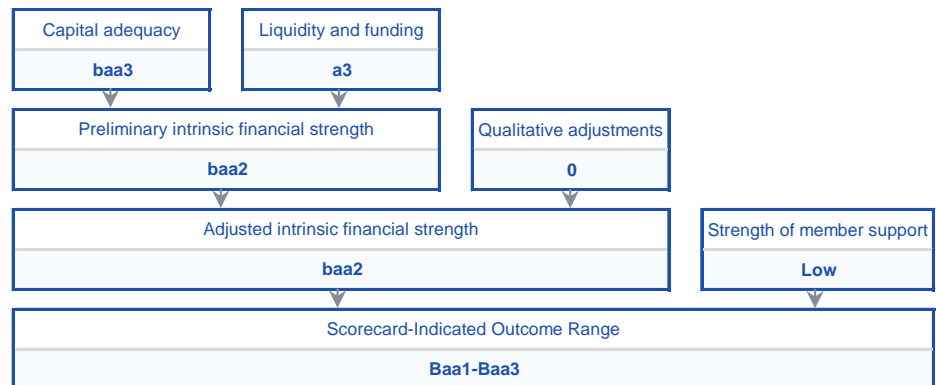 Capital adequacy
Liquidity and funding
baa3
a3
Preliminary intrinsic financial strength
Qualitative adjustments
baa2
0
Adjusted intrinsic financial strength
Strength of member support
baa2
Low
Scorecard-Indicated Outcome Range
Baa1-Baa3